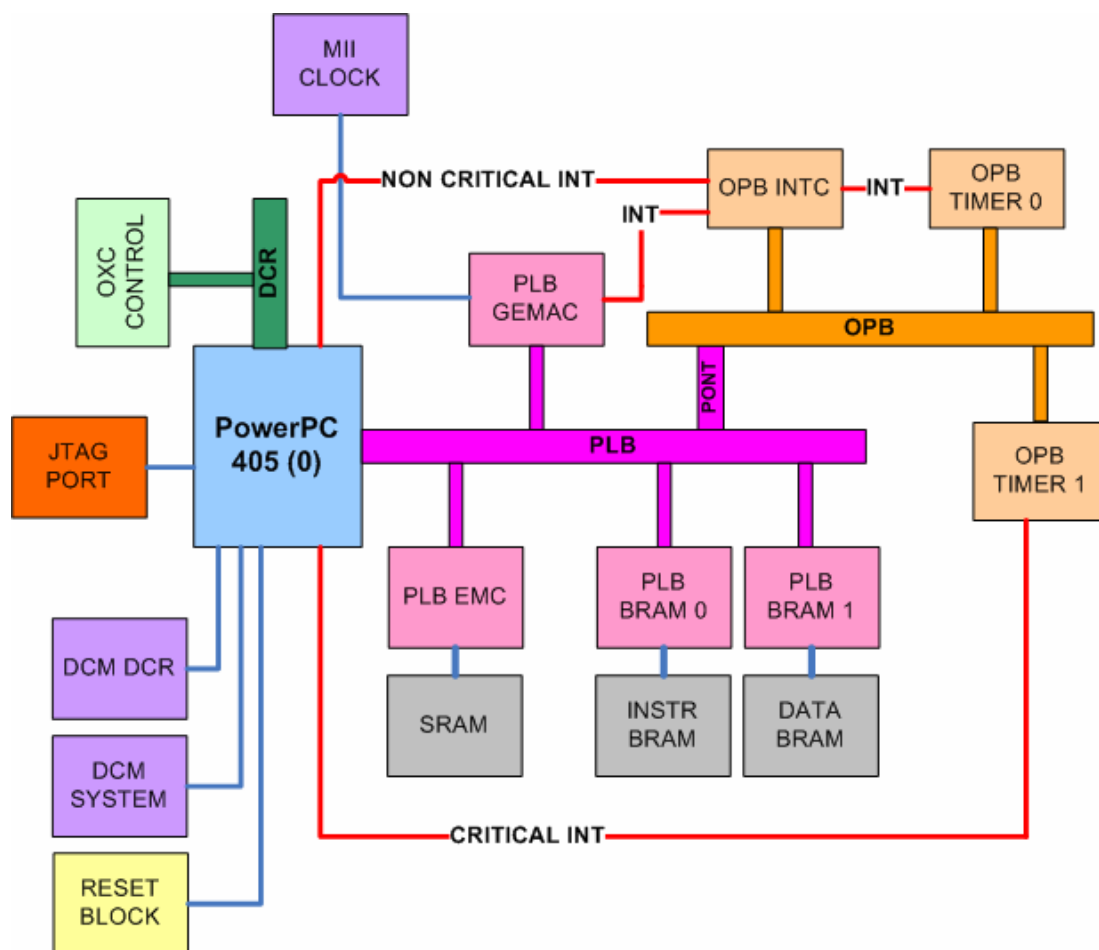 MII
CLOCK
NON CRITICAL INT
OPB INTC
INT
OPB
TIMER 0
INT
OXC
CONTROL
DCR
PLB
GEMAC
OPB
PONT
PowerPC
405 (0)
PLB
JTAG
PORT
OPB
TIMER 1
PLB EMC
PLB
BRAM 0
PLB
BRAM 1
DCM DCR
SRAM
INSTR
BRAM
DATA
BRAM
DCM
SYSTEM
CRITICAL INT
RESET
BLOCK